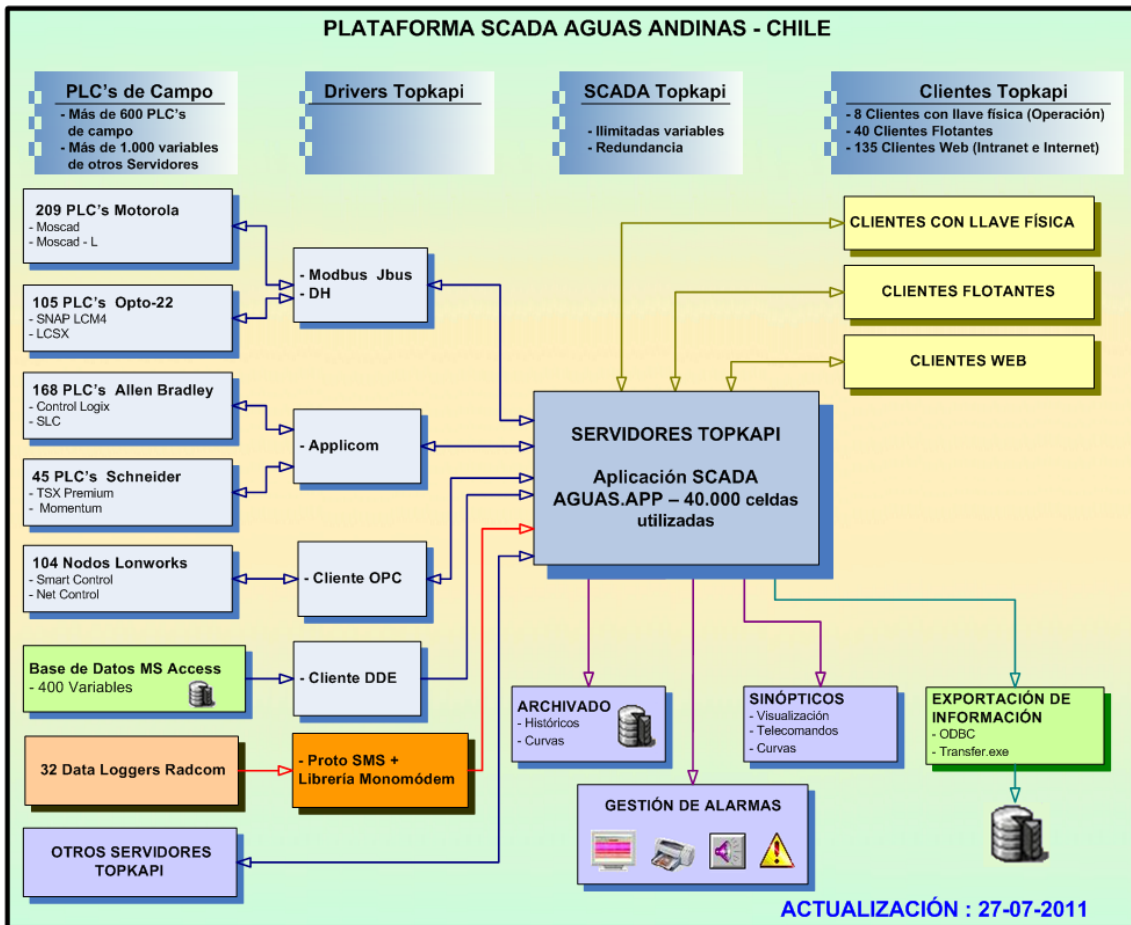 PLATAFORMA SCADA AGUAS ANDINAS - CHILE
PLC's de Campo
- Más de 600 PLC's
de campo
- Más de 1.000 variables
de otros Servidores
Drivers Topkapi
SCADA Topkapi
- Ilimitadas variables
- Redundancia
Clientes Topkapi
- 8 Clientes con llave física (Operación)
- 40 Clientes Flotantes
- 135 Clientes Web (Intranet e Internet)
209 PLC's Motorola
- Moscad
- Moscad - L
105 PLC's Opto-22
- SNAP LCM4
- LCSX
168 PLC's Allen Bradley
- Control Logix
- SLC
45 PLC's Schneider
- TSX Premium
- Momentum
104 Nodos Lonworks
- Smart Control
- Net Control
Base de Datos MS Access
- 400 Variables
32 Data Loggers Radcom
OTROS SERVIDORES
TOPKAPI
- Modbus Jbus
- DH
- Applicom
- Cliente OPC
- Cliente DDE
- Proto SMS +
Librería Monomódem
CLIENTES CON LLAVE FÍSICA
CLIENTES FLOTANTES
CLIENTES WEB
SERVIDORES TOPKAPI
Aplicación SCADA
AGUAS.APP – 40.000 celdas
utilizadas
ARCHIVADO
- Históricos
- Curvas
SINÓPTICOS
- Visualización
- Telecomandos
- Curvas
EXPORTACIÓN DE
INFORMACIÓN
- ODBC
- Transfer.exe
GESTIÓN DE ALARMAS
ACTUALIZACIÓN : 27-07-2011